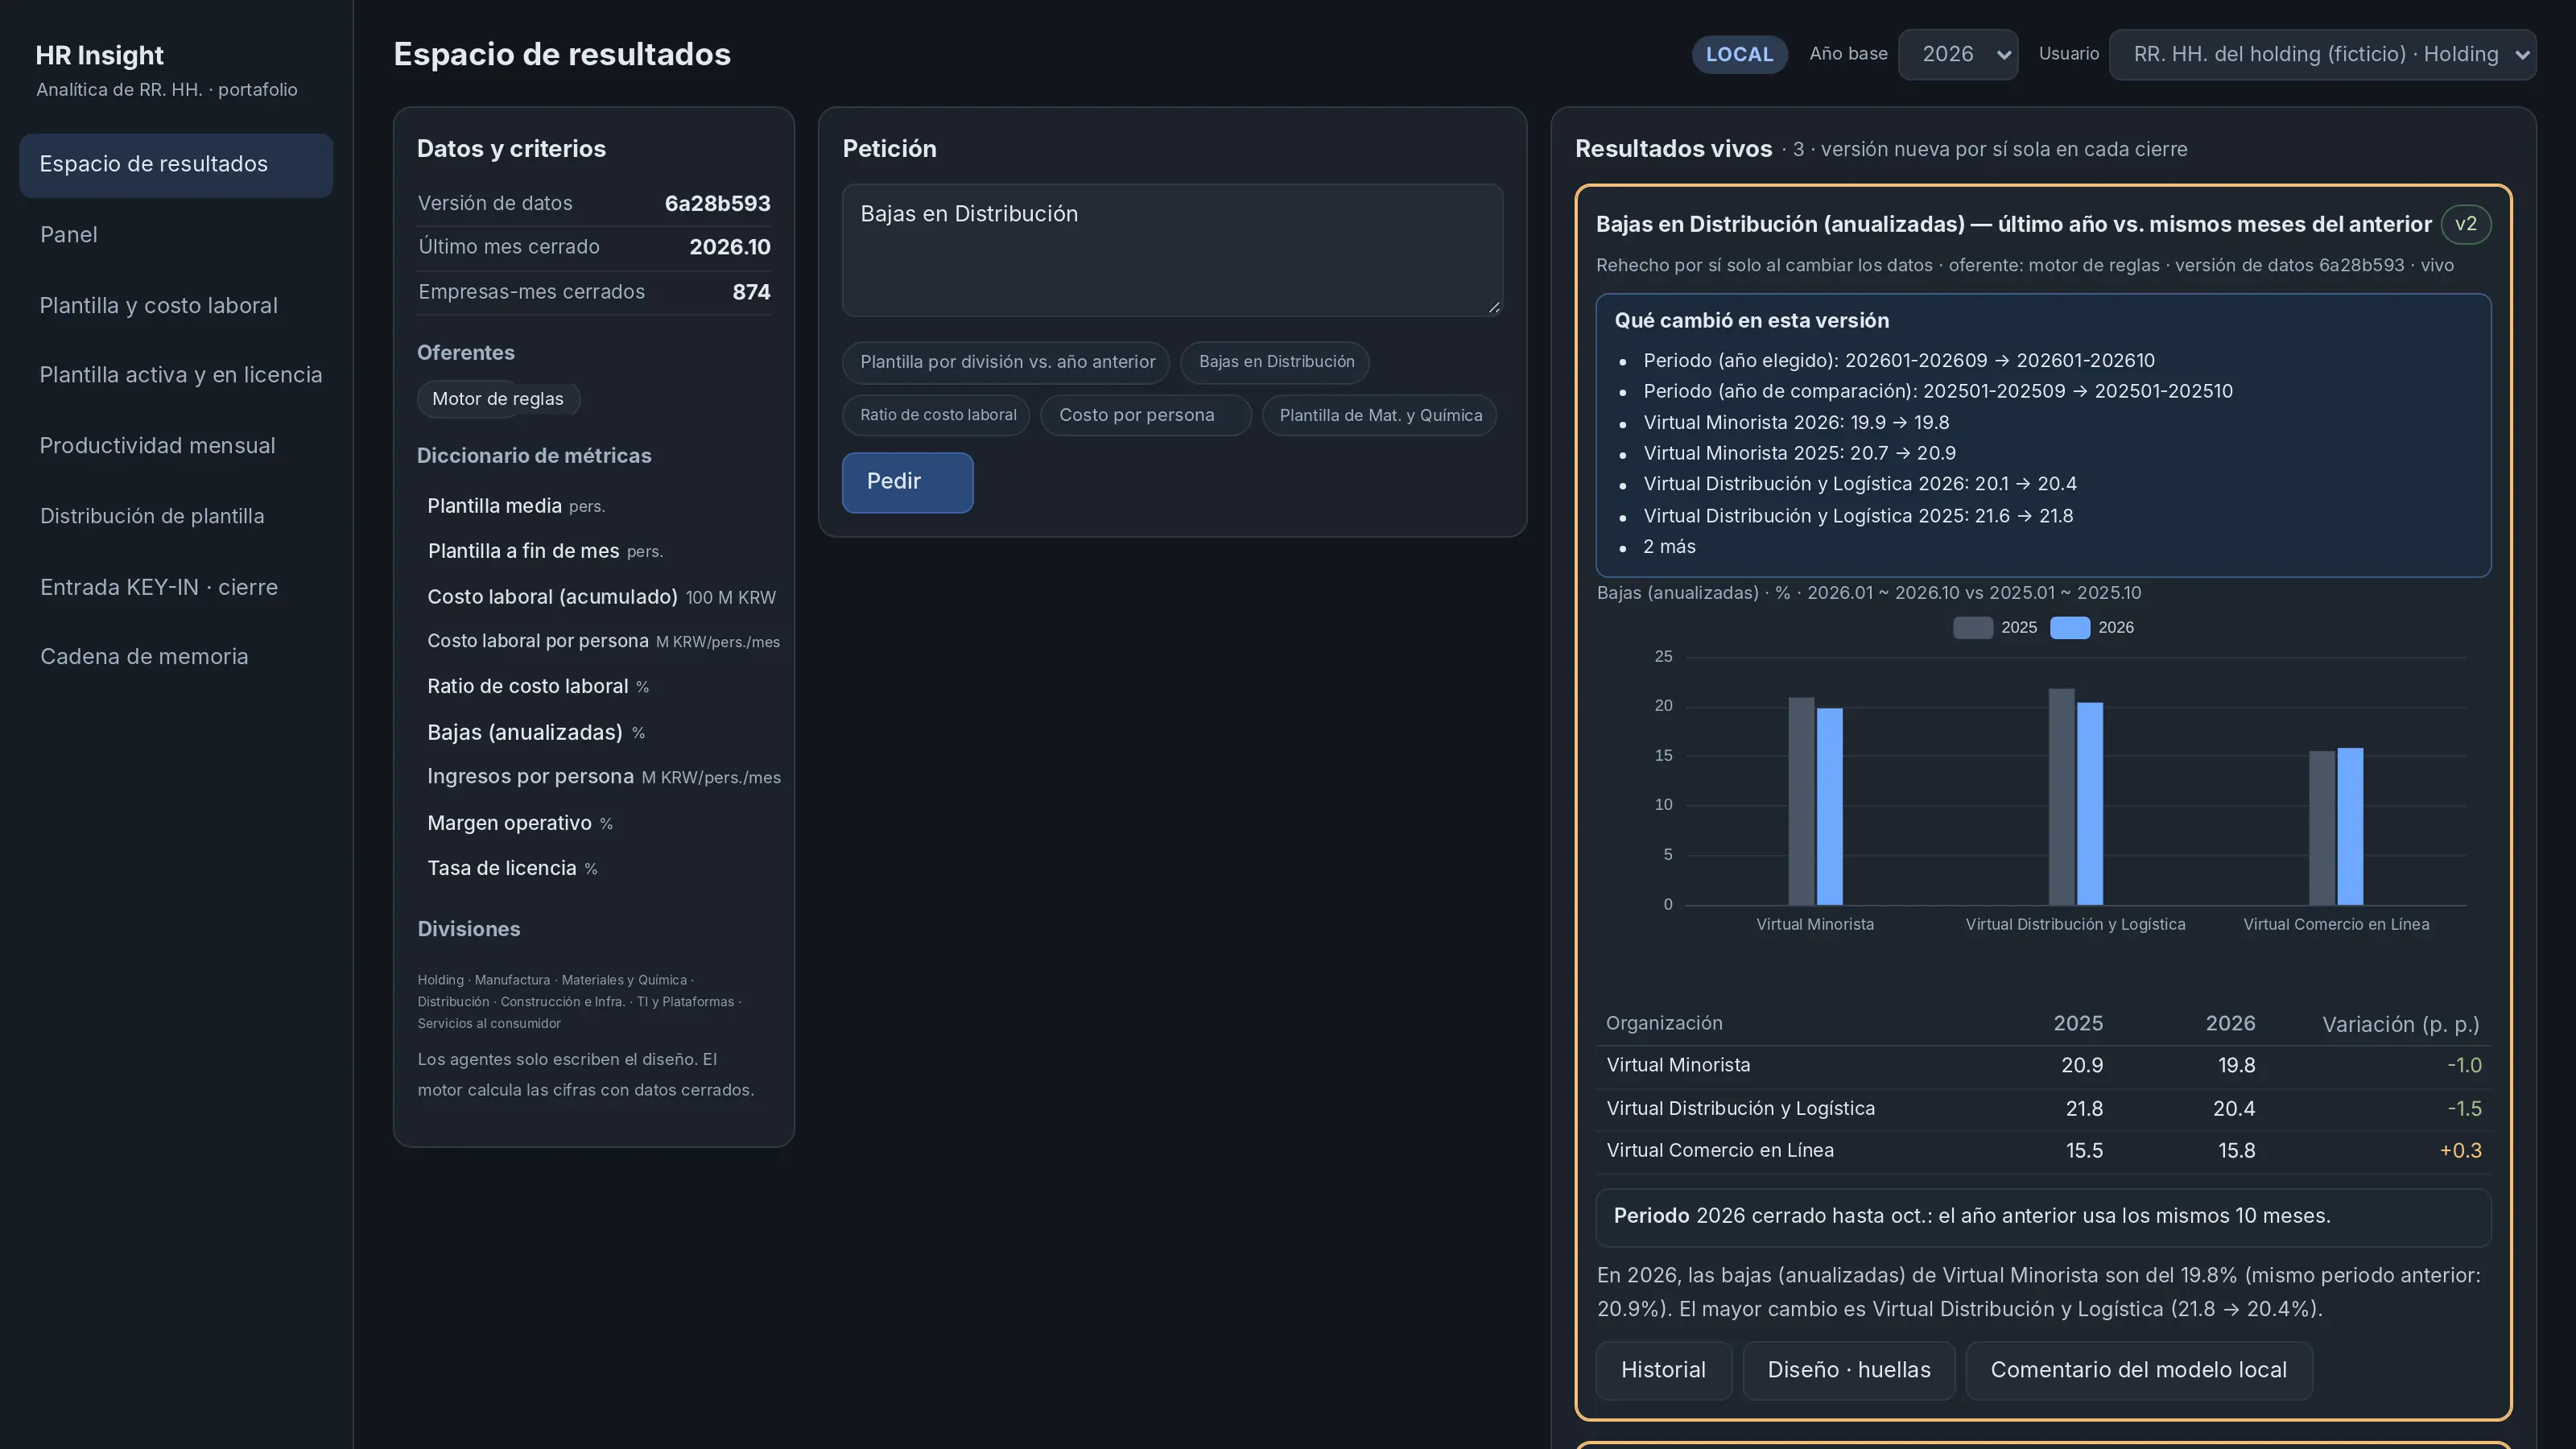 HR Insight
Analítica de RR. HH. · portafolio
Espacio de resultados
Panel
Plantilla y costo laboral
Plantilla activa y en licencia
Productividad mensual
Distribución de plantilla
Entrada KEY-IN · cierre
Cadena de memoria
Espacio de resultados
LOCAL
Año base
2026
Usuario
RR. HH. del holding (ficticio) · Holding
Datos y criterios
Versión de datos 6a28b593
Último mes cerrado 2026.10
Empresas-mes cerrados 874
Oferentes
Motor de reglas
Diccionario de métricas
Plantilla media pers.
Plantilla a fin de mes pers.
Costo laboral (acumulado) 100 M KRW
Costo laboral por persona M KRW/pers./mes
Ratio de costo laboral %
Bajas (anualizadas) %
Ingresos por persona M KRW/pers./mes
Margen operativo %
Tasa de licencia %
Divisiones
Holding · Manufactura · Materiales y Química ·
Distribución · Construcción e Infra. · TI y Plataformas ·
Servicios al consumidor
Los agentes solo escriben el diseño. El
motor calcula las cifras con datos cerrados.
Petición
Bajas en Distribución
Plantilla por división vs. año anterior
Bajas en Distribución
Ratio de costo laboral
Costo por persona
Plantilla de Mat. y Química
Pedir
Resultados vivos · 3 · versión nueva por sí sola en cada cierre
Bajas en Distribución (anualizadas) — último año vs. mismos meses del anterior v2
Rehecho por sí solo al cambiar los datos · oferente: motor de reglas · versión de datos 6a28b593 · vivo
Qué cambió en esta versión
• Periodo (año elegido): 202601-202609 → 202601-202610
• Periodo (año de comparación): 202501-202509 → 202501-202510
• Virtual Minorista 2026: 19.9 → 19.8
• Virtual Minorista 2025: 20.7 → 20.9
• Virtual Distribución y Logística 2026: 20.1 → 20.4
• Virtual Distribución y Logística 2025: 21.6 → 21.8
• 2 más
Bajas (anualizadas) · % · 2026.01 ~ 2026.10 vs 2025.01 ~ 2025.10
2025 2026
25
20
15
10
5
0
Virtual Minorista Virtual Distribución y Logística Virtual Comercio en Línea
Organización 2025 2026 Variación (p. p.)
Virtual Minorista 20.9 19.8 -1.0
Virtual Distribución y Logística 21.8 20.4 -1.5
Virtual Comercio en Línea 15.5 15.8 +0.3
Periodo 2026 cerrado hasta oct.: el año anterior usa los mismos 10 meses.
En 2026, las bajas (anualizadas) de Virtual Minorista son del 19.8% (mismo periodo anterior:
20.9%). El mayor cambio es Virtual Distribución y Logística (21.8 → 20.4%).
Historial
Diseño · huellas
Comentario del modelo local